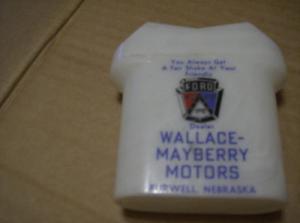 You Always Get
A Fair Shake At Your
Friendly
FORD
Dealer
WALLACE-
MAYBERRY
MOTORS
BURWELL, NEBRASKA